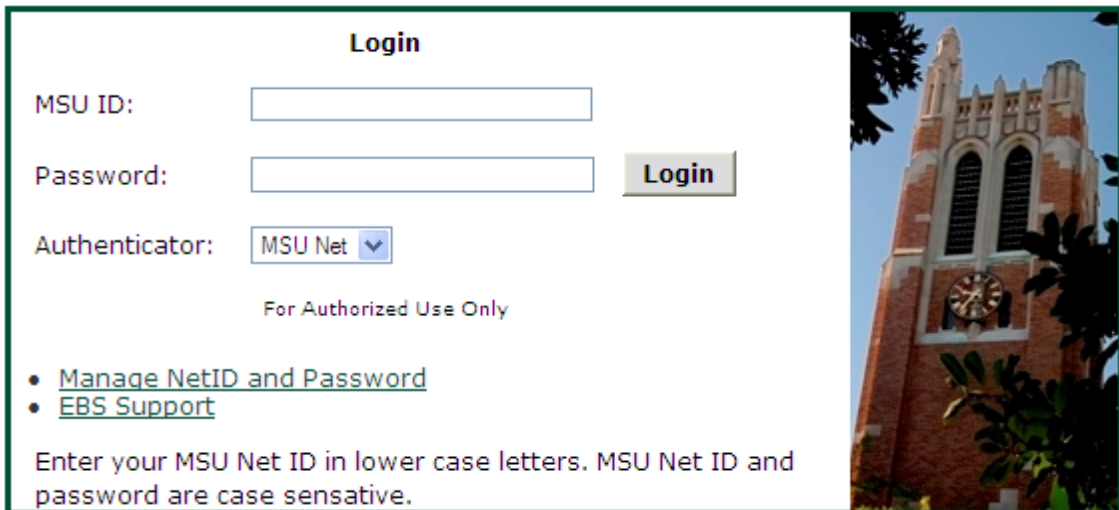 Login
MSU ID:
Password:
Login
Authenticator:
MSU Net
For Authorized Use Only
Manage NetID and Password
EBS Support
Enter your MSU Net ID in lower case letters. MSU Net ID and
password are case sensative.